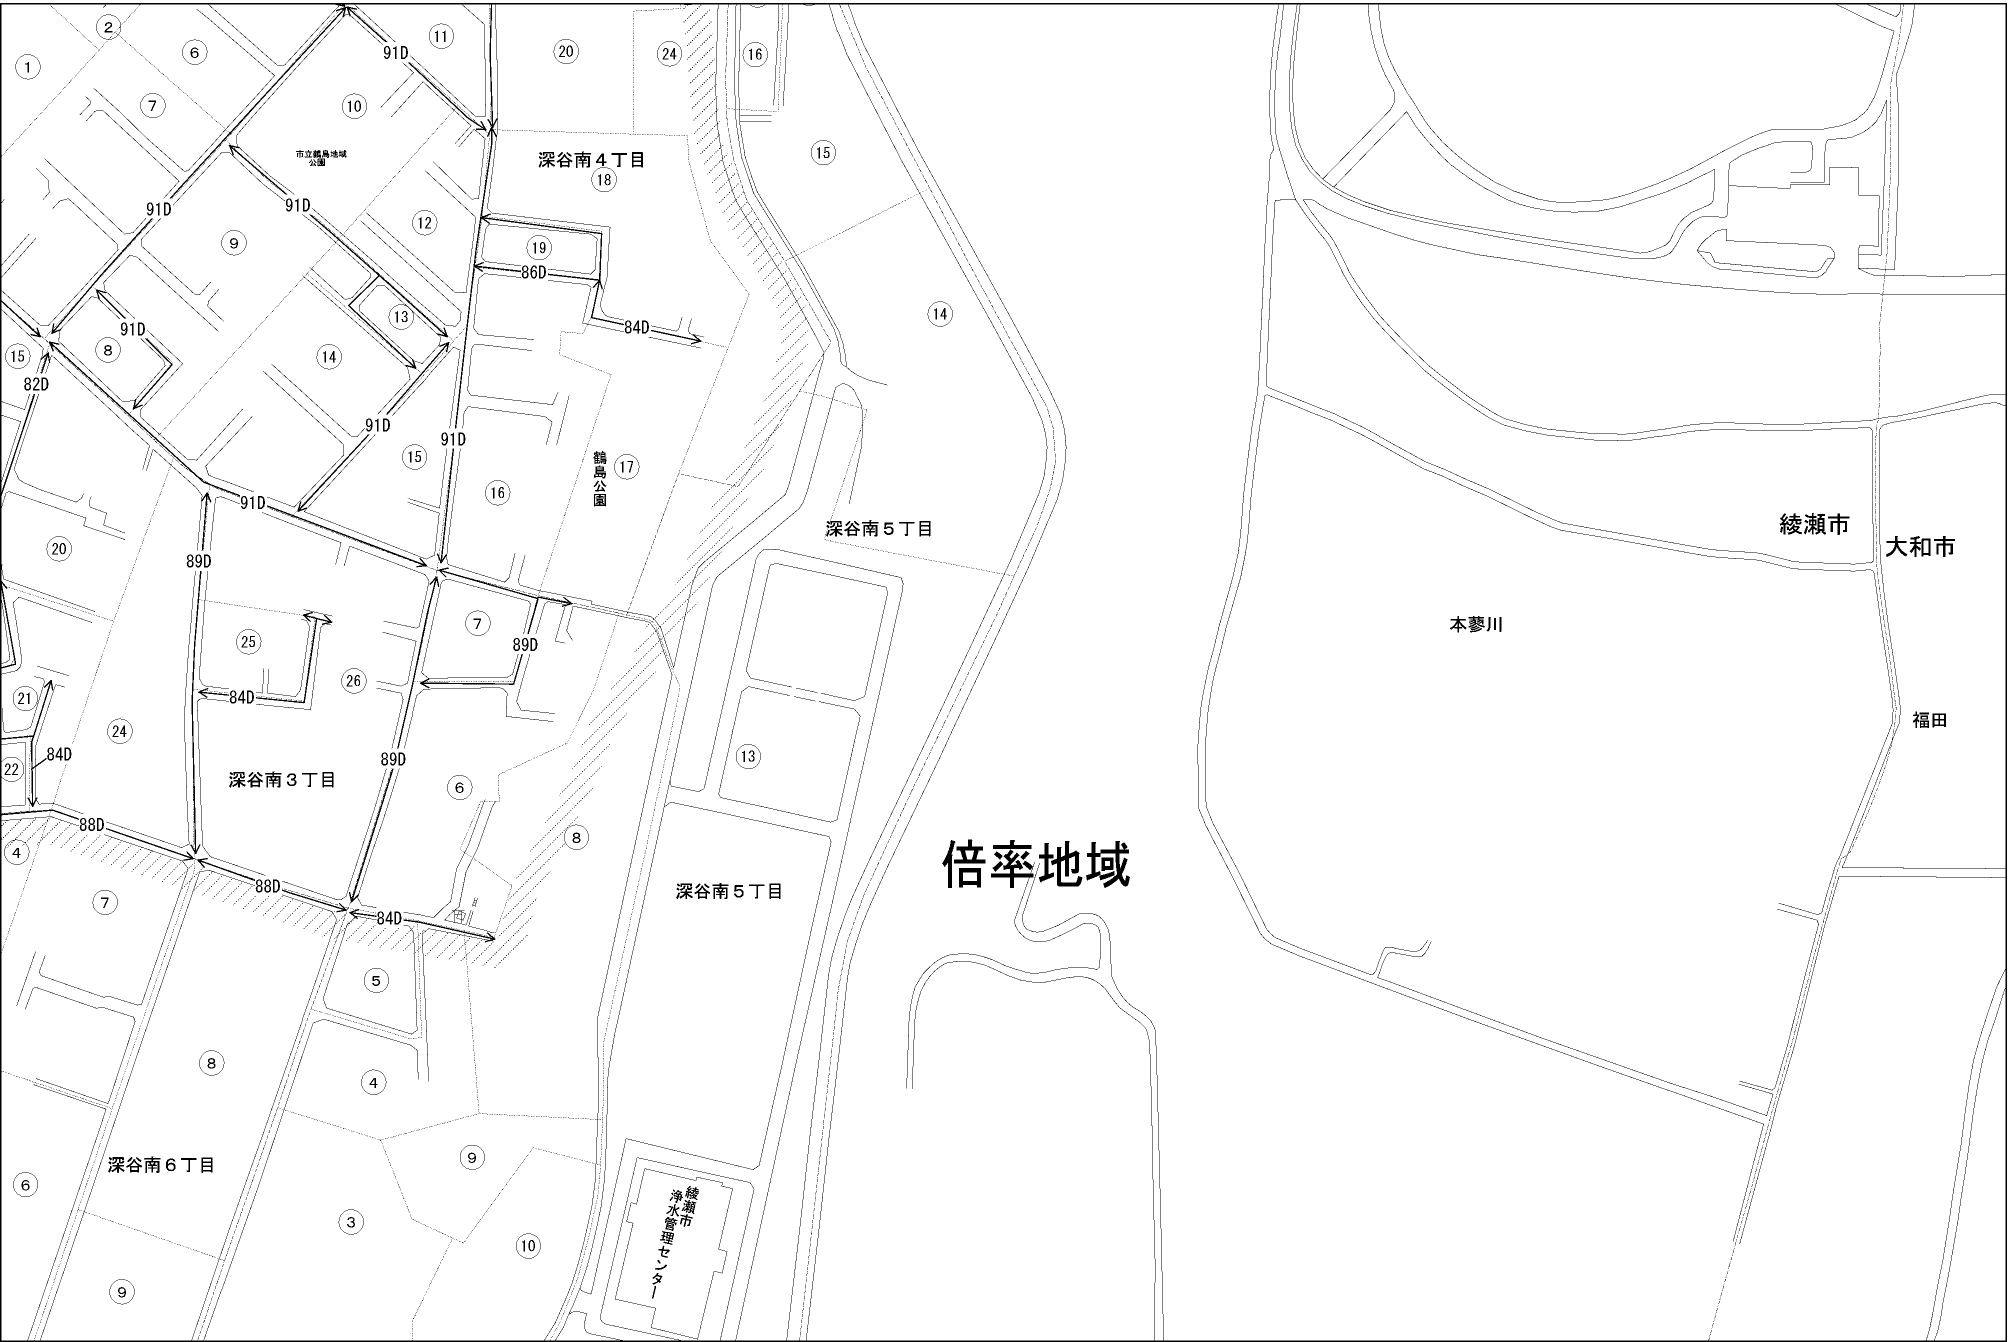 ②
⑪
⑳
㉔
⑯
①
⑥
91D
⑦
⑩
市立鶴島地域
公園
深谷南4丁目
⑱
⑮
91D
91D
⑫
⑨
⑲
86D
⑬
84D
⑭
91D
⑧
⑭
⑮
82D
91D
91D
⑮
⑯
⑰
鶴島公園
91D
深谷南5丁目
綾瀬市
大和市
⑳
89D
⑦
本蓼川
㉕
89D
㉖
㉑
84D
㉔
福田
84D
㉒
89D
⑬
深谷南3丁目
⑥
88D
⑧
④
倍率地域
88D
深谷南5丁目
⑦
84D
⑤
⑧
④
深谷南6丁目
⑨
⑥
綾瀬市
浄水管理センター
③
⑩
⑨